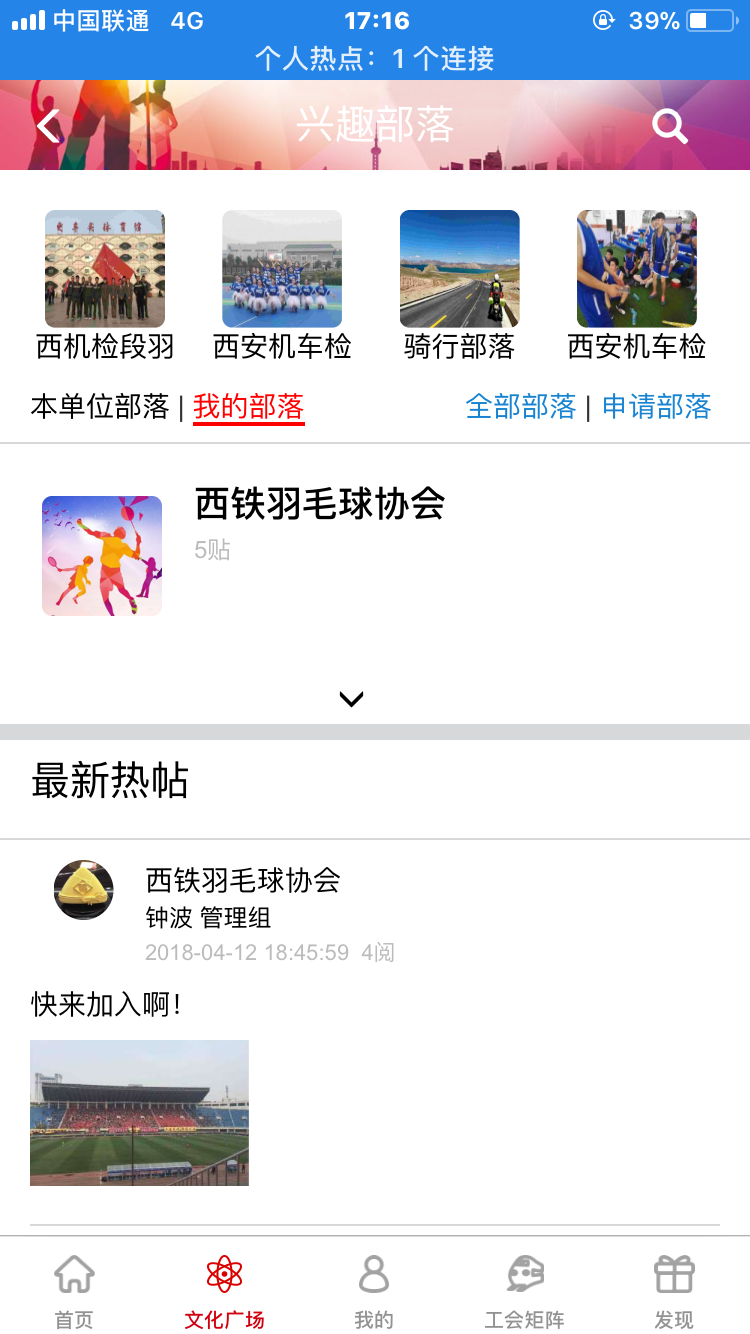 中国联通 4G 17:16 39%
个人热点：1 个连接
兴趣部落
西机检段羽 西安机车检 骑行部落 西安机车检
本单位部落 | 我的部落 全部部落 | 申请部落
西铁羽毛球协会
5贴
最新热帖
西铁羽毛球协会
钟波 管理组
2018-04-12 18:45:59 4阅
快来加入啊！
首页 文化广场 我的 工会矩阵 发现